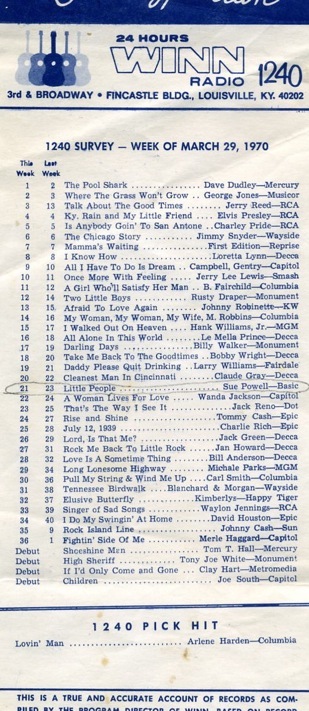 24 HOURS
WINN
RADIO 1240
3rd & BROADWAY • FINCASTLE BLDG., LOUISVILLE, KY. 40202
1240 SURVEY — WEEK OF MARCH 29, 1970
This Week Last Week
1 2 The Pool Shark .............. Dave Dudley—Mercury
2 3 Where The Grass Won't Grow .. George Jones—Musicor
3 13 Talk About The Good Times ........ Jerry Reed—RCA
4 4 Ky. Rain and My Little Friend .... Elvis Presley—RCA
5 5 Is Anybody Goin' To San Antone .. Charley Pride—RCA
6 6 The Chicago Story ......... Jimmy Snyder—Wayside
7 7 Mamma's Waiting ............First Edition—Reprise
9 8 I Know How ..................Loretta Lynn—Decca
9 10 All I Have To Do Is Dream .. Campbell, Gentry—Capitol
10 11 Once More With Feeling ..... Jerry Lee Lewis—Smash
11 12 A Girl Who'll Satisfy Her Man .. B. Fairchild—Columbia
12 14 Two Little Boys .......... Rusty Draper—Monument
13 15 Afraid To Love Again ....... Johnny Robinette—KW
14 16 My Woman, My Woman, My Wife, M. Robbins—Columbia
15 17 I Walked Out On Heaven .... Hank Williams, Jr.—MGM
16 18 All Alone In This World ......Le Mella Prince—Decca
17 19 Darling Days ..............Billy Walker—Monument
18 20 Take Me Back To The Goodtimes ..Bobby Wright—Decca
19 21 Daddy Please Quit Drinking ..Larry Williams—Fairdale
20 22 Cleanest Man In Cincinnati ....... Claude Gray—Decca
21 23 Little People .................... Sue Powell—Basic
22 24 A Woman Lives For Love ..... Wanda Jackson—Capitol
23 25 That's The Way I See It ............Jack Reno—Dot
24 27 Rise and Shine ................ Tommy Cash—Epic
25 28 July 12, 1939 .................. Charlie Rich—Epic
26 29 Lord, Is That Me? ............. Jack Green—Decca
27 31 Rock Me Back To Little Rock ..... Jan Howard—Decca
28 32 Love Is A Sometime Thing ...... Bill Anderson—Decca
29 34 Long Lonesome Highway ....... Michale Parks—MGM
30 36 Pull My String & Wind Me Up .. Carl Smith—Columbia
31 38 Tennessee Birdwalk ....Blanchard & Morgan—Wayside
32 37 Elusive Butterfly ............Kimberlys—Happy Tiger
33 39 Singer of Sad Songs ......... Waylon Jennings—RCA
34 40 I Do My Swingin' At Home ....... David Houston—Epic
35 9 Rock Island Line ................ Johnny Cash—Sun
36 1 Fightin' Side Of Me ......... Merle Haggard—Capitol
Debut Shoeshine Man ............. Tom T. Hall—Mercury
Debut High Sheriff ........... Tony Joe White—Monument
Debut If I'd Only Come and Gone ... Clay Hart—Metromedia
Debut Children ...................... Joe South—Capitol
1240 PICK HIT
Lovin' Man ....................... Arlene Harden—Columbia
THIS IS A TRUE AND ACCURATE ACCOUNT OF RECORDS AS COM-
PILED BY THE PROGRAM DIRECTOR OF WINN, BASED ON RECORD